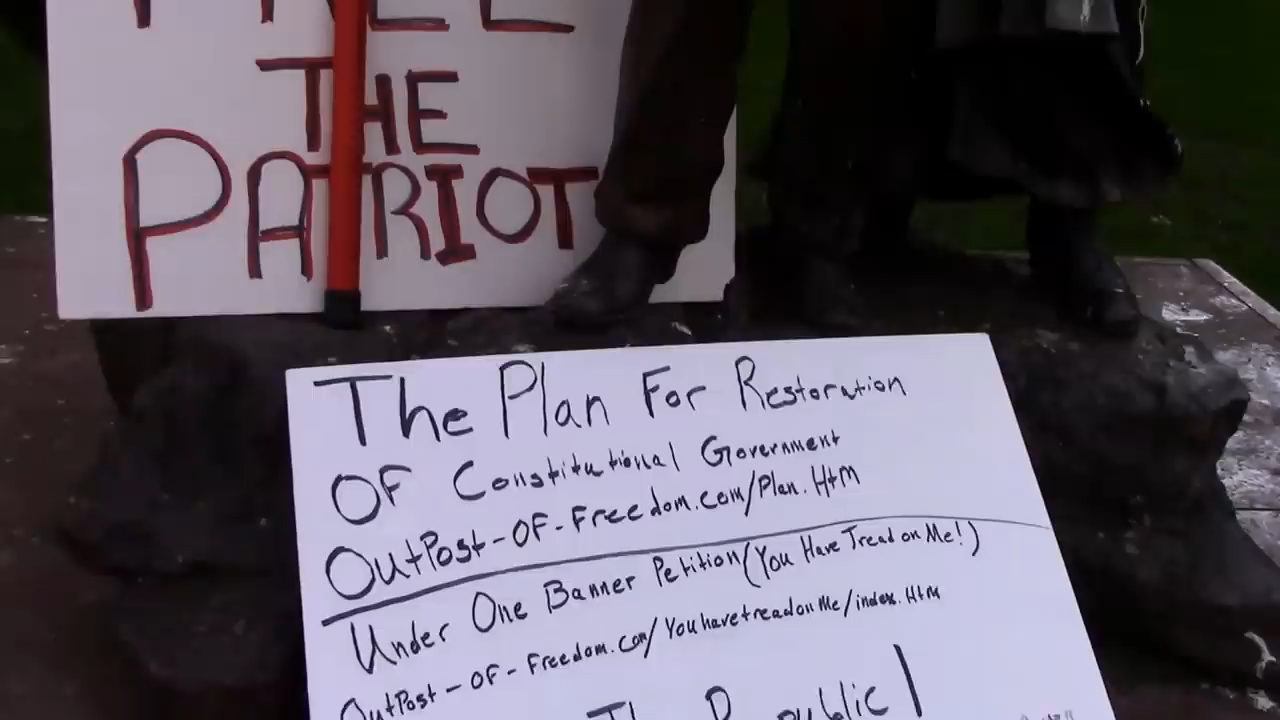 THE
PATRIOT
The Plan For Restoration
OF Constitutional Government
OutPost-OF-Freedom.com/Plan.HtM
Under One Banner Petition (You Have Tread on Me!)
OutPost-OF-Freedom.com/YouhavetreadonMe/index.HtM